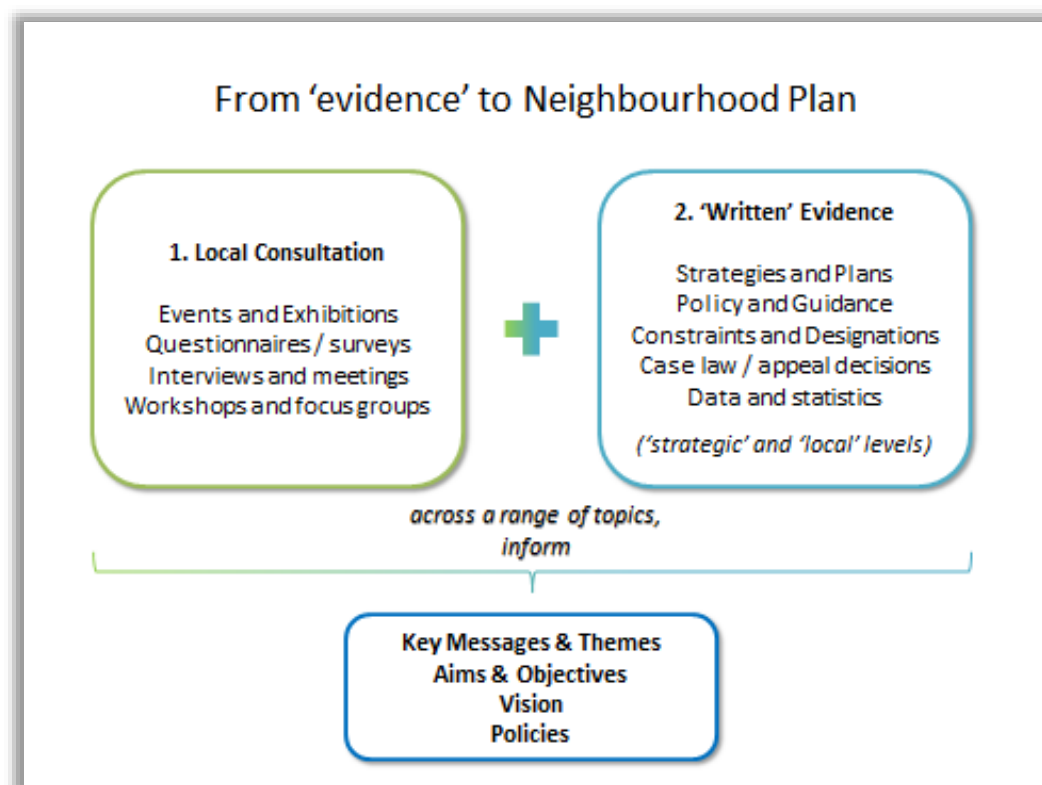 From ‘evidence’ to Neighbourhood Plan
1. Local Consultation
Events and Exhibitions
Questionnaires / surveys
Interviews and meetings
Workshops and focus groups
2. ‘Written’ Evidence
Strategies and Plans
Policy and Guidance
Constraints and Designations
Case law / appeal decisions
Data and statistics
(‘strategic’ and ‘local’ levels)
across a range of topics,
inform
Key Messages & Themes
Aims & Objectives
Vision
Policies